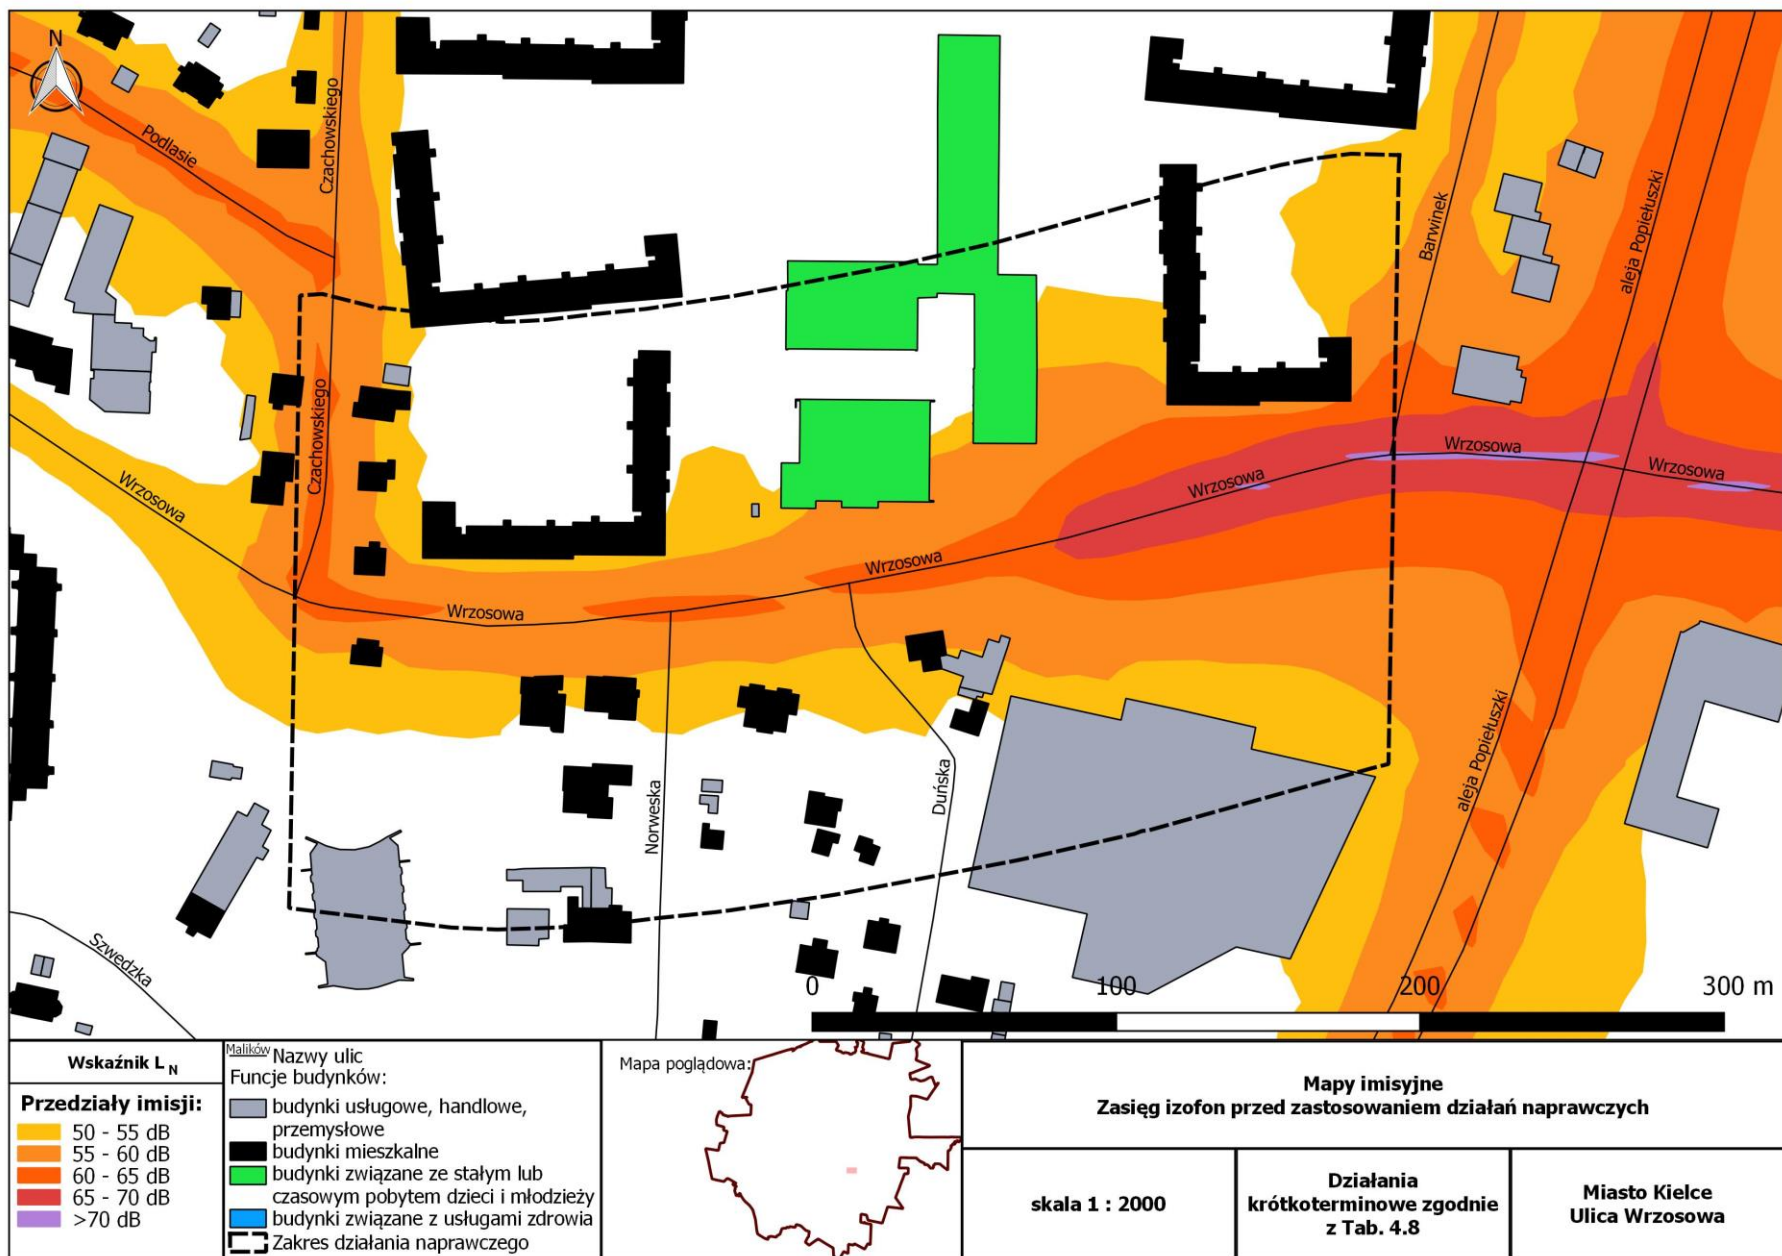 N
Podlasie
Czachowskiego
Barwinek
aleja Popiełuszki
Czachowskiego
Wrzosowa
Wrzosowa
Wrzosowa
Wrzosowa
Wrzosowa
Wrzosowa
aleja Popiełuszki
Norweska
Duńska
Szwedzka
0 100 200 300 m
Wskaźnik L N
Przedziały imisji:
50 - 55 dB
55 - 60 dB
60 - 65 dB
65 - 70 dB
>70 dB
Malików Nazwy ulic
Funcje budynków:
budynki usługowe, handlowe,
przemysłowe
budynki mieszkalne
budynki związane ze stałym lub
czasowym pobytem dzieci i młodzieży
budynki związane z usługami zdrowia
Zakres działania naprawczego
Mapa poglądowa:
Mapy imisyjne
Zasięg izofon przed zastosowaniem działań naprawczych
skala 1 : 2000
Działania
krótkoterminowe zgodnie
z Tab. 4.8
Miasto Kielce
Ulica Wrzosowa